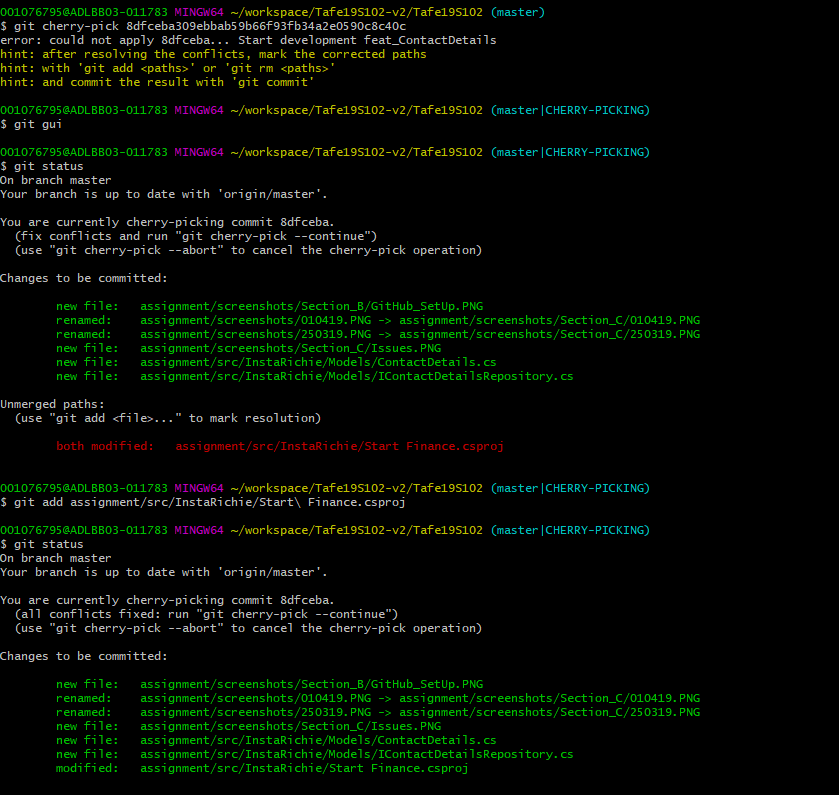 001076795@ADLBB03-011783 MINGW64 ~/workspace/Tafe19S102-v2/Tafe19S102 (master)
$ git cherry-pick 8dfceba309ebbab59b66f93fb34a2e0590c8c40c
error: could not apply 8dfceba... Start development feat_ContactDetails
hint: after resolving the conflicts, mark the corrected paths
hint: with 'git add <paths>' or 'git rm <paths>'
hint: and commit the result with 'git commit'
001076795@ADLBB03-011783 MINGW64 ~/workspace/Tafe19S102-v2/Tafe19S102 (master|CHERRY-PICKING)
$ git gui
001076795@ADLBB03-011783 MINGW64 ~/workspace/Tafe19S102-v2/Tafe19S102 (master|CHERRY-PICKING)
$ git status
On branch master
Your branch is up to date with 'origin/master'.
You are currently cherry-picking commit 8dfceba.
(fix conflicts and run "git cherry-pick --continue")
(use "git cherry-pick --abort" to cancel the cherry-pick operation)
Changes to be committed:
new file: assignment/screenshots/Section_B/GitHub_SetUp.PNG
renamed: assignment/screenshots/010419.PNG -> assignment/screenshots/Section_C/010419.PNG
renamed: assignment/screenshots/250319.PNG -> assignment/screenshots/Section_C/250319.PNG
new file: assignment/screenshots/Section_C/Issues.PNG
new file: assignment/src/InstaRichie/Models/ContactDetails.cs
new file: assignment/src/InstaRichie/Models/IContactDetailsRepository.cs
Unmerged paths:
(use "git add <file>..." to mark resolution)
both modified: assignment/src/InstaRichie/Start Finance.csproj
001076795@ADLBB03-011783 MINGW64 ~/workspace/Tafe19S102-v2/Tafe19S102 (master|CHERRY-PICKING)
$ git add assignment/src/InstaRichie/Start\ Finance.csproj
001076795@ADLBB03-011783 MINGW64 ~/workspace/Tafe19S102-v2/Tafe19S102 (master|CHERRY-PICKING)
$ git status
On branch master
Your branch is up to date with 'origin/master'.
You are currently cherry-picking commit 8dfceba.
(all conflicts fixed: run "git cherry-pick --continue")
(use "git cherry-pick --abort" to cancel the cherry-pick operation)
Changes to be committed:
new file: assignment/screenshots/Section_B/GitHub_SetUp.PNG
renamed: assignment/screenshots/010419.PNG -> assignment/screenshots/Section_C/010419.PNG
renamed: assignment/screenshots/250319.PNG -> assignment/screenshots/Section_C/250319.PNG
new file: assignment/screenshots/Section_C/Issues.PNG
new file: assignment/src/InstaRichie/Models/ContactDetails.cs
new file: assignment/src/InstaRichie/Models/IContactDetailsRepository.cs
modified: assignment/src/InstaRichie/Start Finance.csproj